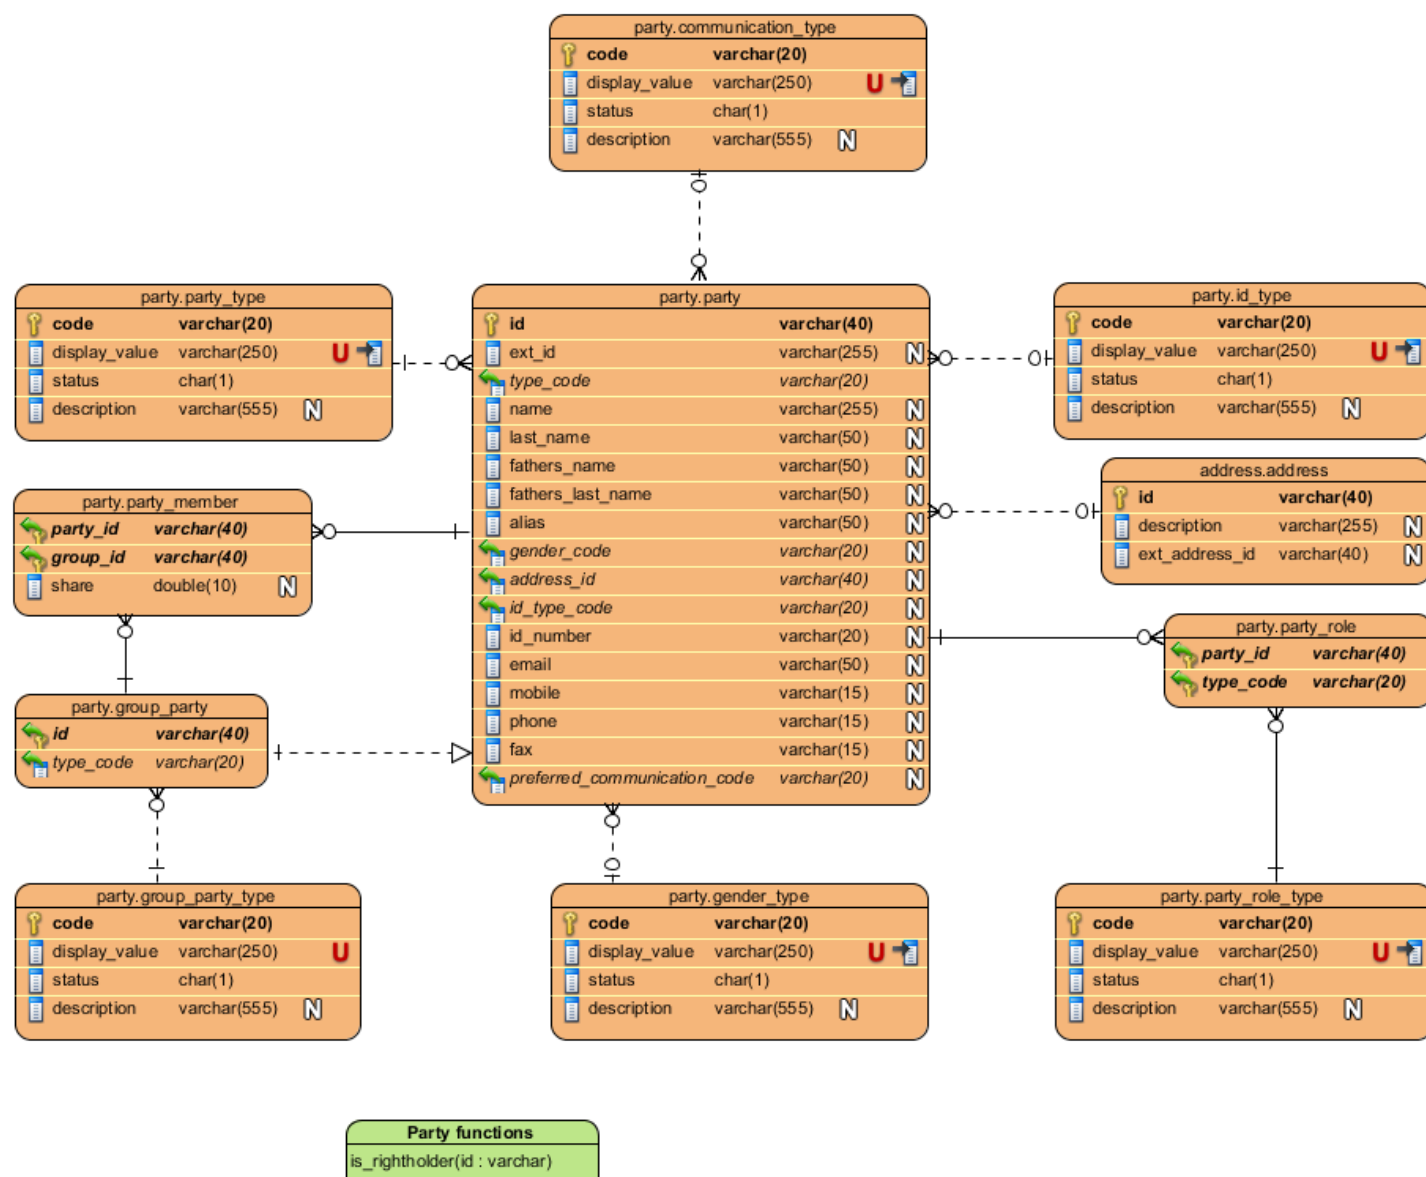 party.communication_type
code varchar(20)
display_value varchar(250) U
status char(1)
description varchar(555) N
party.party_type
code varchar(20)
display_value varchar(250) U
status char(1)
description varchar(555) N
party.party
id varchar(40)
ext_id varchar(255) N
type_code varchar(20)
name varchar(255) N
last_name varchar(50) N
fathers_name varchar(50) N
fathers_last_name varchar(50) N
alias varchar(50) N
gender_code varchar(20) N
address_id varchar(40) N
id_type_code varchar(20) N
id_number varchar(20) N
email varchar(50) N
mobile varchar(15) N
phone varchar(15) N
fax varchar(15) N
preferred_communication_code varchar(20) N
party.id_type
code varchar(20)
display_value varchar(250) U
status char(1)
description varchar(555) N
address.address
id varchar(40)
description varchar(255) N
ext_address_id varchar(40) N
party.party_member
party_id varchar(40)
group_id varchar(40)
share double(10) N
party.party_role
party_id varchar(40)
type_code varchar(20)
party.group_party
id varchar(40)
type_code varchar(20)
party.group_party_type
code varchar(20)
display_value varchar(250) U
status char(1)
description varchar(555) N
party.gender_type
code varchar(20)
display_value varchar(250) U
status char(1)
description varchar(555) N
party.party_role_type
code varchar(20)
display_value varchar(250) U
status char(1)
description varchar(555) N
Party functions
is_rightholder(id : varchar)